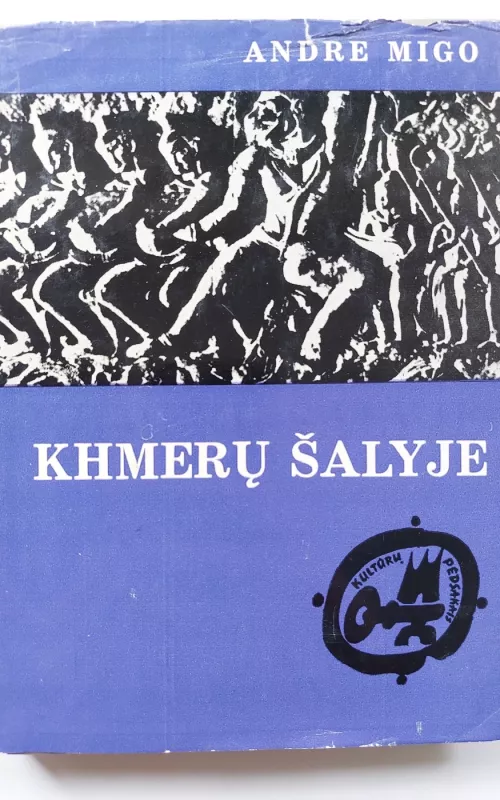 ANDRE MIGO
KHMERŲ ŠALYJE
KULTŪRŲ PĖDSAKAIS